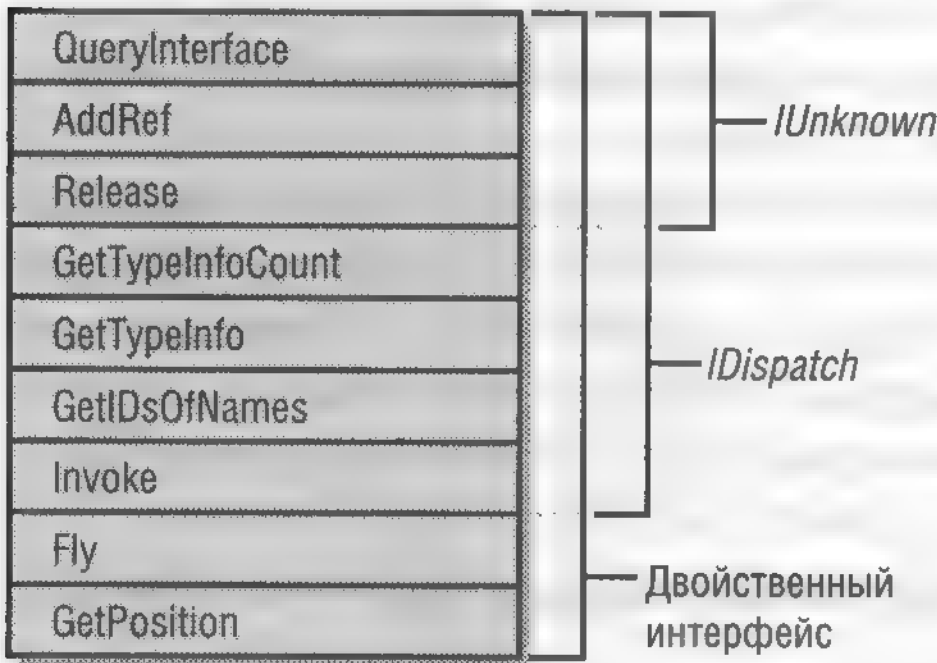 QueryInterface
AddRef
Release
GetTypeInfoCount
GetTypeInfo
GetIDsOfNames
Invoke
Fly
GetPosition
IUnknown
IDispatch
Двойственный
интерфейс